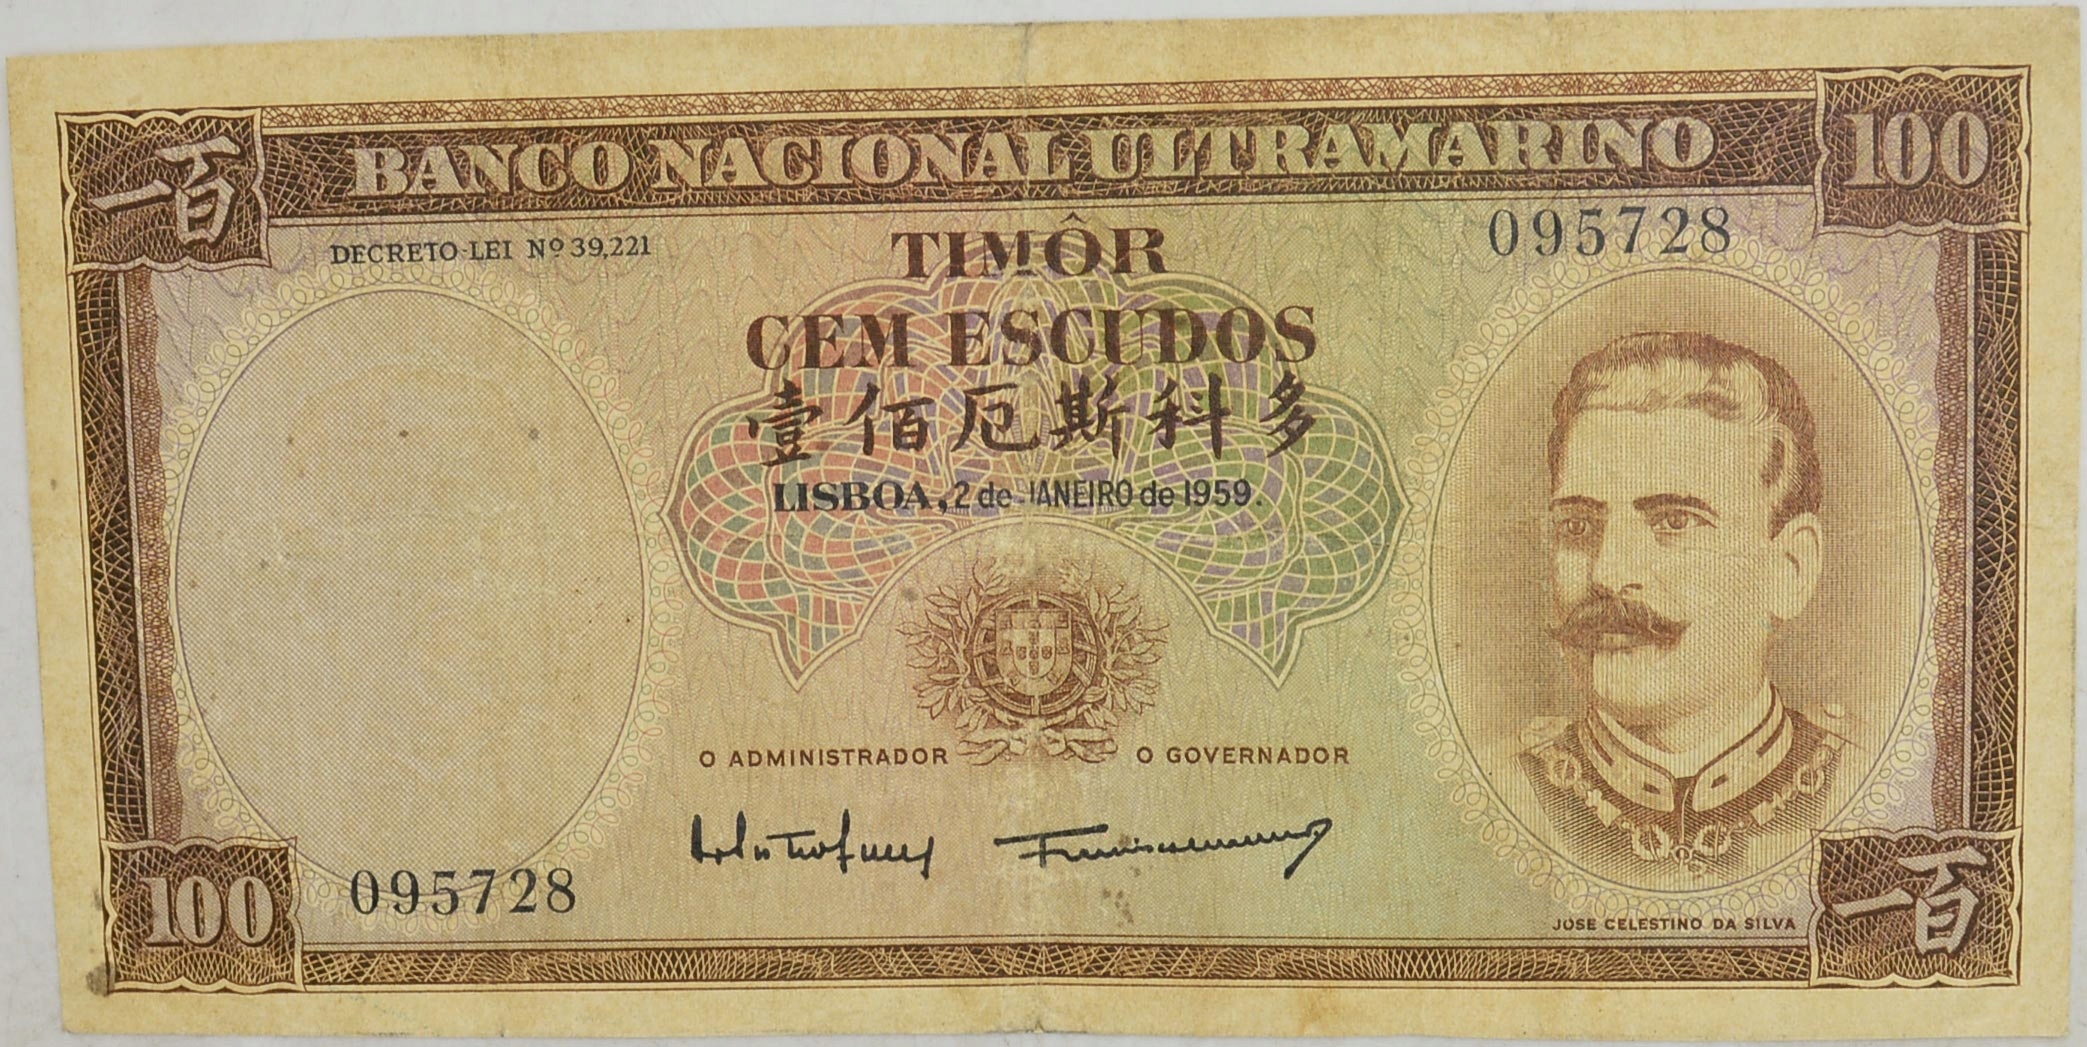 一百
BANCO NACIONAL ULTRAMARINO
100
DECRETO-LEI Nº 39,221
TIMÔR
095728
CEM ESCUDOS
壹佰厄斯科多
LISBOA, 2 de JANEIRO de 1959.
O ADMINISTRADOR
O GOVERNADOR
100
095728
JOSE CELESTINO DA SILVA
一百